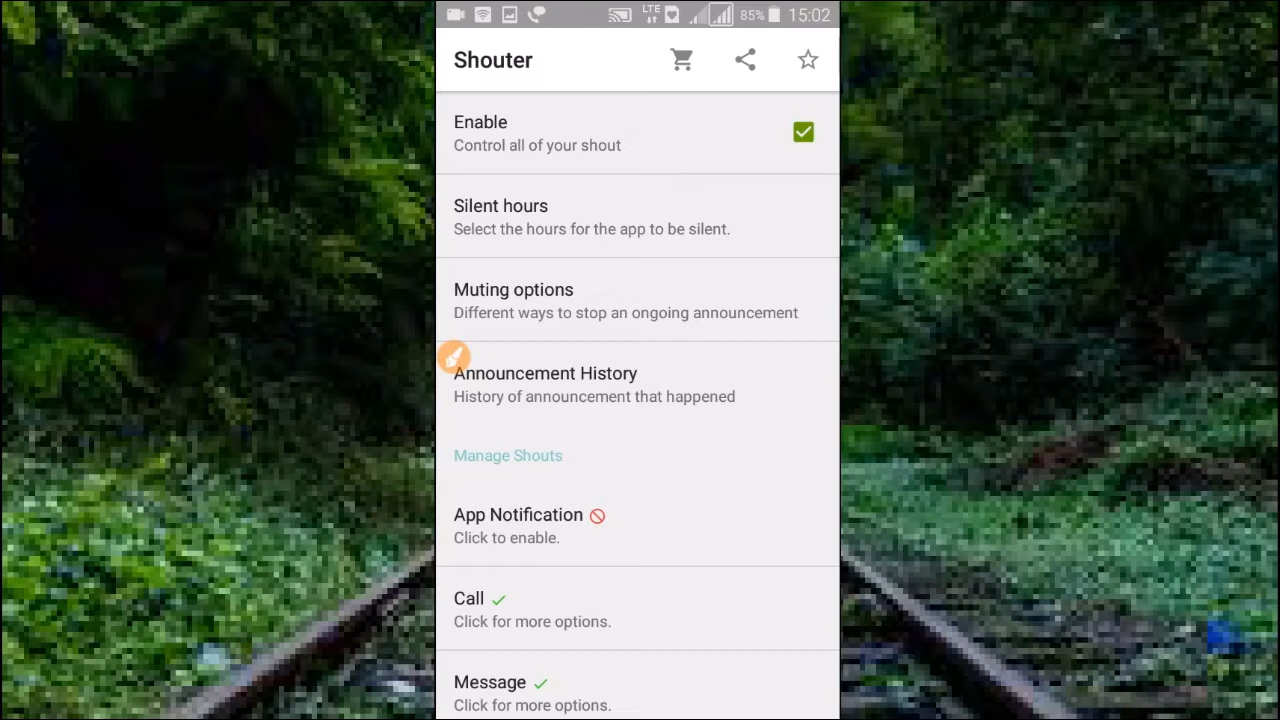 LTE 85% 15:02
Shouter
Enable
Control all of your shout
Silent hours
Select the hours for the app to be silent.
Muting options
Different ways to stop an ongoing announcement
Announcement History
History of announcement that happened
Manage Shouts
App Notification
Click to enable.
Call
Click for more options.
Message
Click for more options.